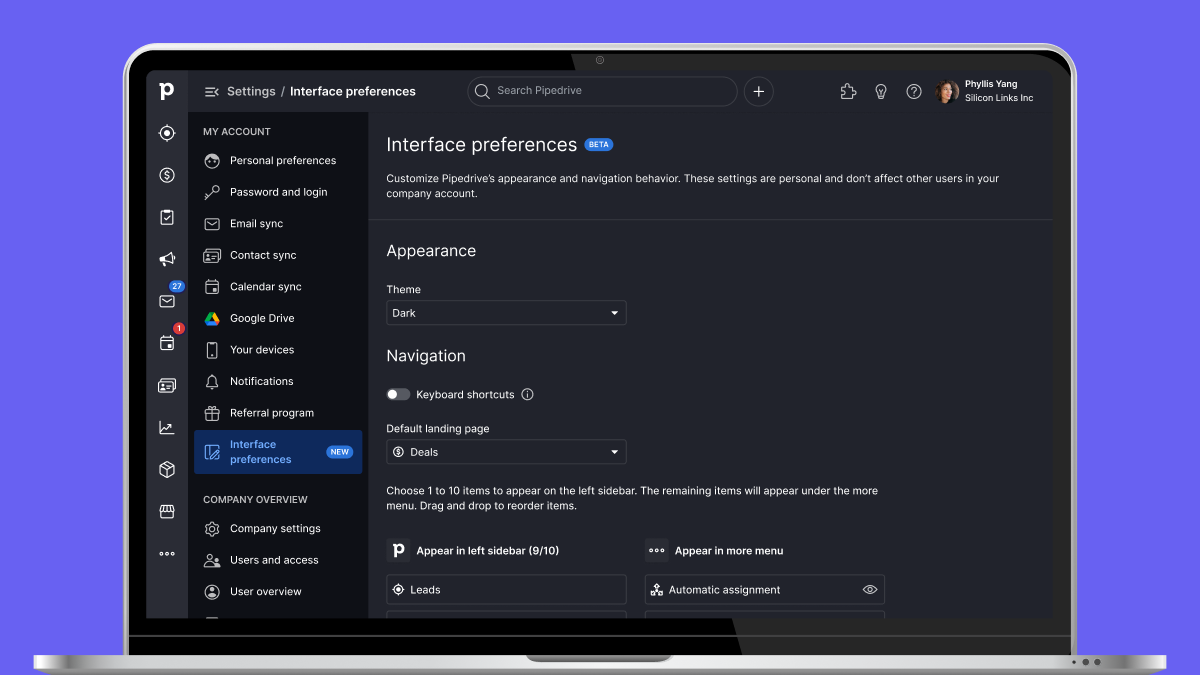 Settings / Interface preferences
Search Pipedrive
Phyllis Yang
Silicon Links Inc
27
1
MY ACCOUNT
Personal preferences
Password and login
Email sync
Contact sync
Calendar sync
Google Drive
Your devices
Notifications
Referral program
Interface
preferences
NEW
COMPANY OVERVIEW
Company settings
Users and access
User overview
Interface preferences BETA
Customize Pipedrive’s appearance and navigation behavior. These settings are personal and don’t affect other users in your
company account.
Appearance
Theme
Dark
Navigation
Keyboard shortcuts
Default landing page
Deals
Choose 1 to 10 items to appear on the left sidebar. The remaining items will appear under the more
menu. Drag and drop to reorder items.
Appear in left sidebar (9/10)
Leads
Appear in more menu
Automatic assignment